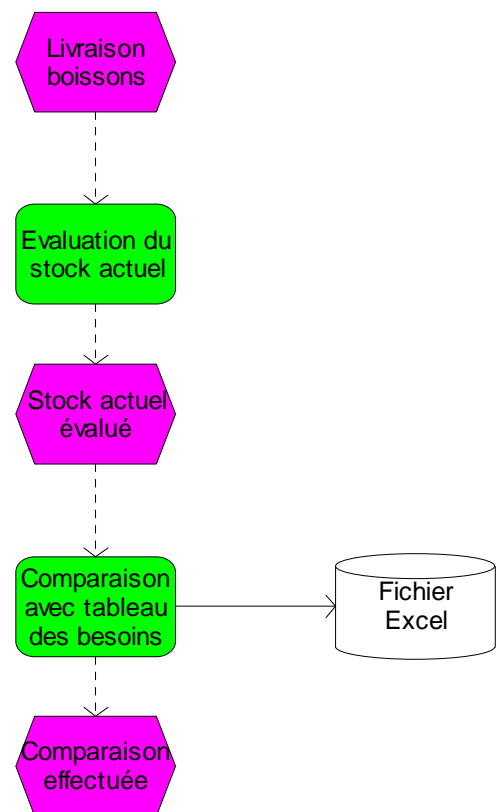 Livraison
boissons
Evaluation du
stock actuel
Stock actuel
évalué
Comparaison
avec tableau
des besoins
Fichier
Excel
Comparaison
effectuée